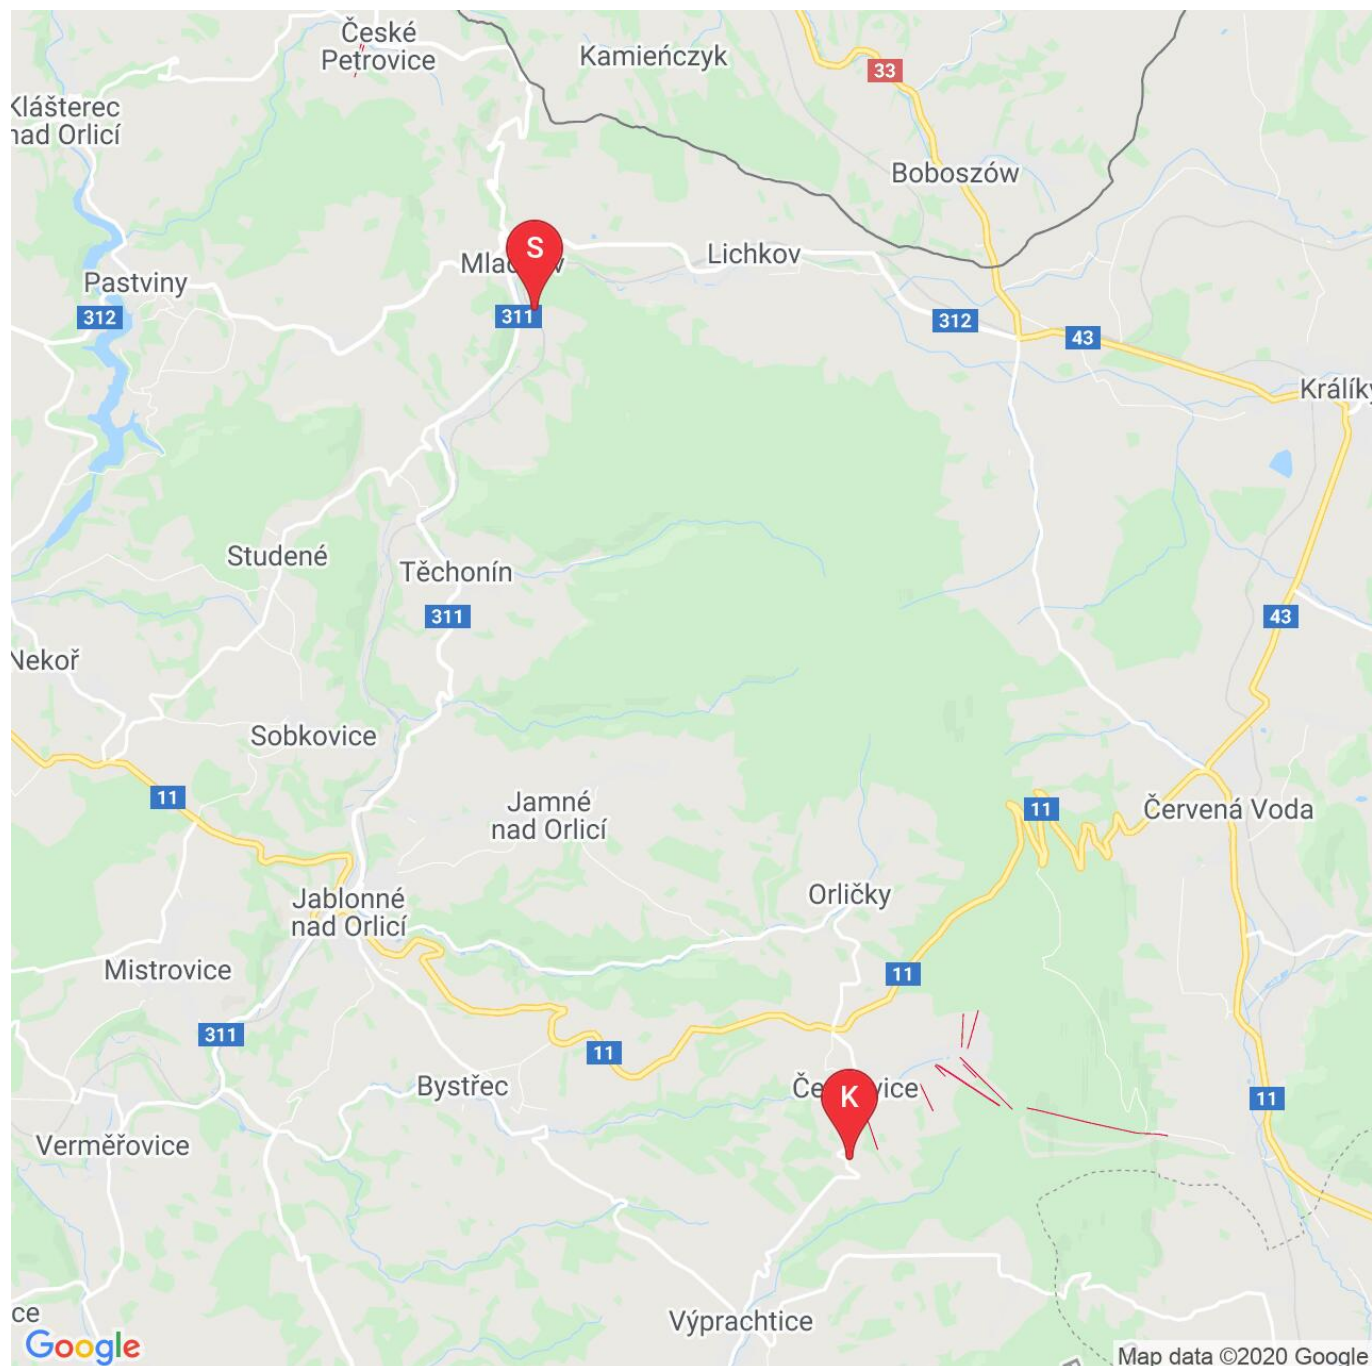 České
Petrovice
Kamieńczyk
33
Klášterec
nad Orlicí
Boboszów
S
Lichkov
Pastviny
312
311
312
43
Králíky
Studené
Těchonín
311
43
Nekoř
Sobkovice
11
Jamné
nad Orlicí
11
Červená Voda
Jablonné
nad Orlicí
Orličky
Mistrovice
11
311
11
Bystřec
K
11
Verměřovice
Výprachtice
ce
Google
Map data ©2020 Google